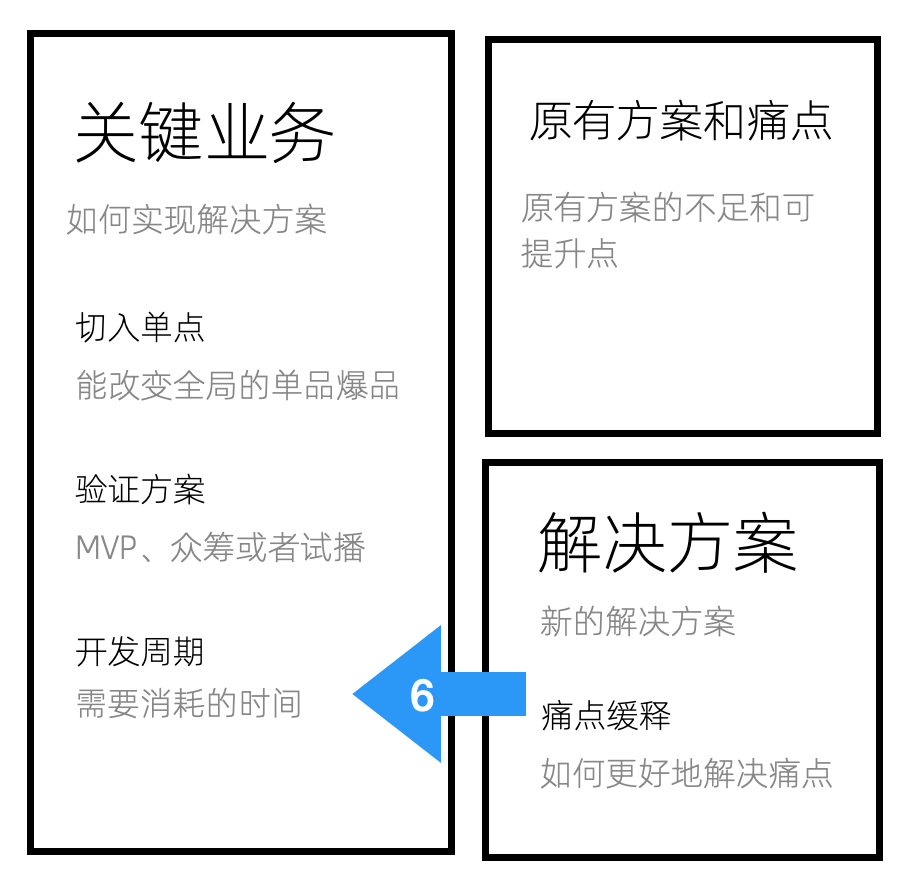 关键业务
如何实现解决方案
切入单点
能改变全局的单品爆品
验证方案
MVP、众筹或者试播
开发周期
需要消耗的时间
6
原有方案和痛点
原有方案的不足和可
提升点
解决方案
新的解决方案
痛点缓释
如何更好地解决痛点